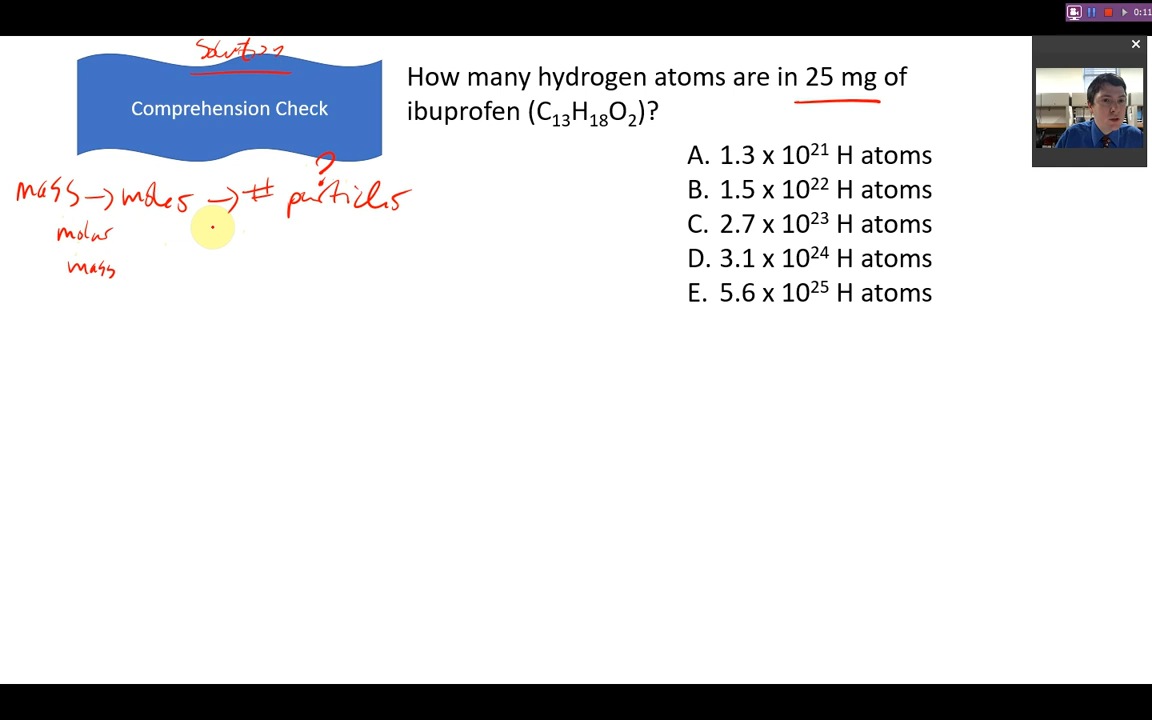 0:11
Solution
Comprehension Check
How many hydrogen atoms are in 25 mg of
ibuprofen (C₁₃H₁₈O₂)?
A. 1.3 x 10²¹ H atoms
B. 1.5 x 10²² H atoms
C. 2.7 x 10²³ H atoms
D. 3.1 x 10²⁴ H atoms
E. 5.6 x 10²⁵ H atoms
?
mass → moles → # particles
molar
mass